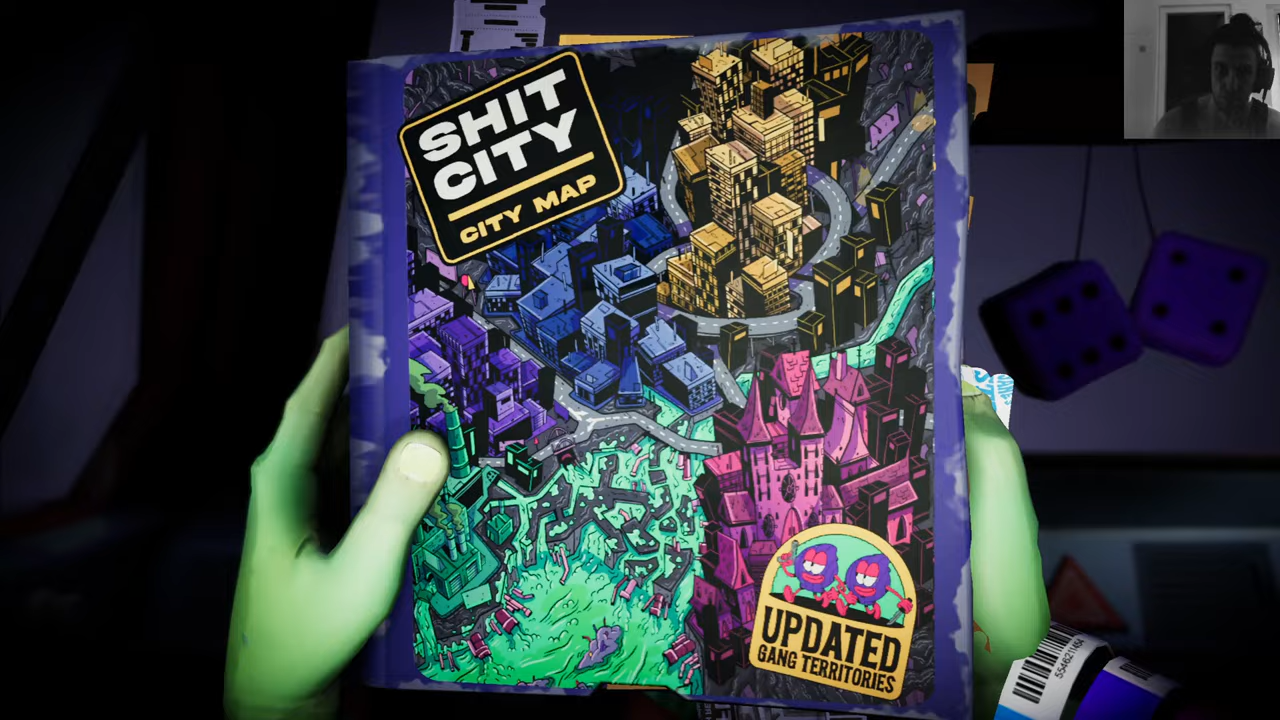 SHIT
CITY
CITY MAP
UPDATED
GANG TERRITORIES